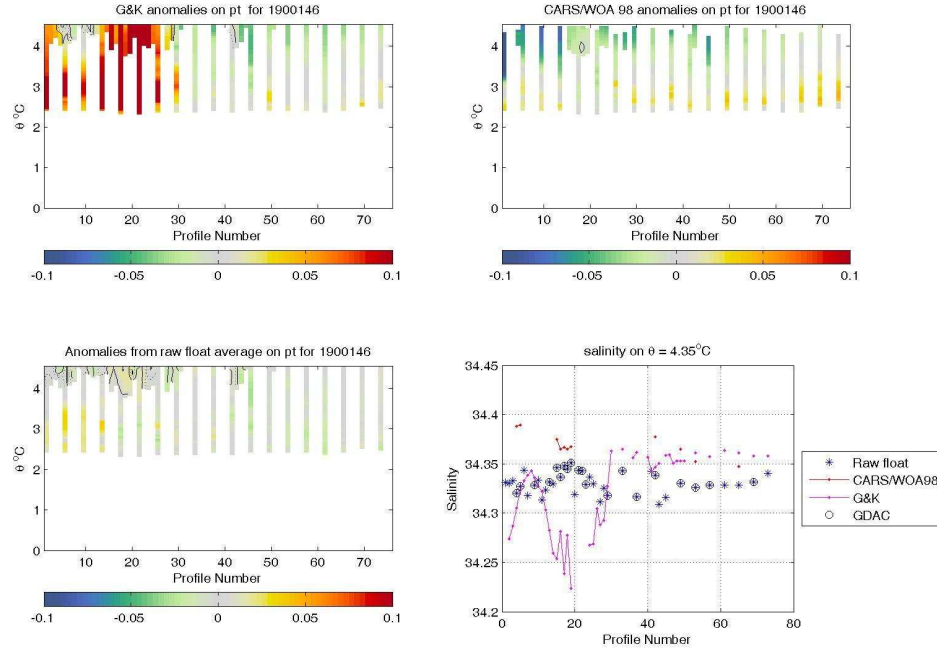 G&K anomalies on pt for 1900146
4
3
2
1
0
θ °C
10 20 30 40 50 60 70
Profile Number
-0.1 -0.05 0 0.05 0.1
CARS/WOA 98 anomalies on pt for 1900146
4
3
2
1
0
θ °C
10 20 30 40 50 60 70
Profile Number
-0.1 -0.05 0 0.05 0.1
Anomalies from raw float average on pt for 1900146
4
3
2
1
0
θ °C
10 20 30 40 50 60 70
Profile Number
-0.1 -0.05 0 0.05 0.1
salinity on θ = 4.35°C
34.45
34.4
34.35
34.3
34.25
34.2
Salinity
0 20 40 60 80
Profile Number
Raw float
CARS/WOA98
G&K
GDAC